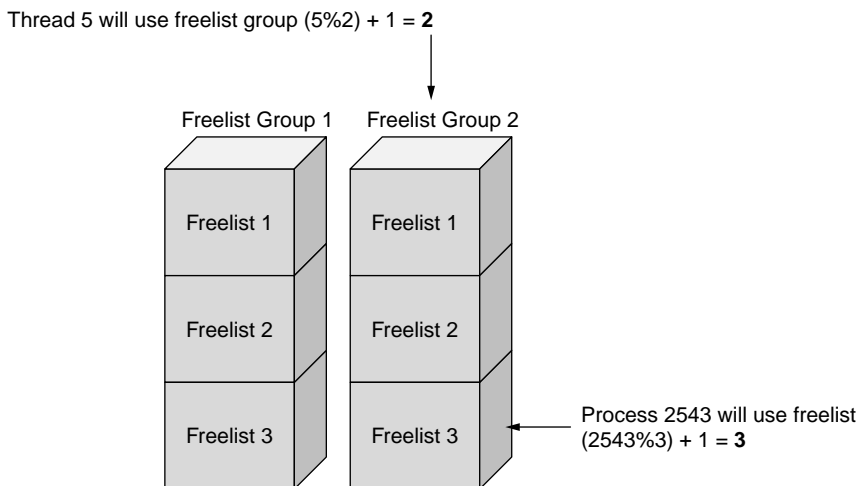 Thread 5 will use freelist group (5%2) + 1 = 2
Freelist Group 1
Freelist Group 2
Freelist 1
Freelist 1
Freelist 2
Freelist 2
Freelist 3
Freelist 3
Process 2543 will use freelist
(2543%3) + 1 = 3